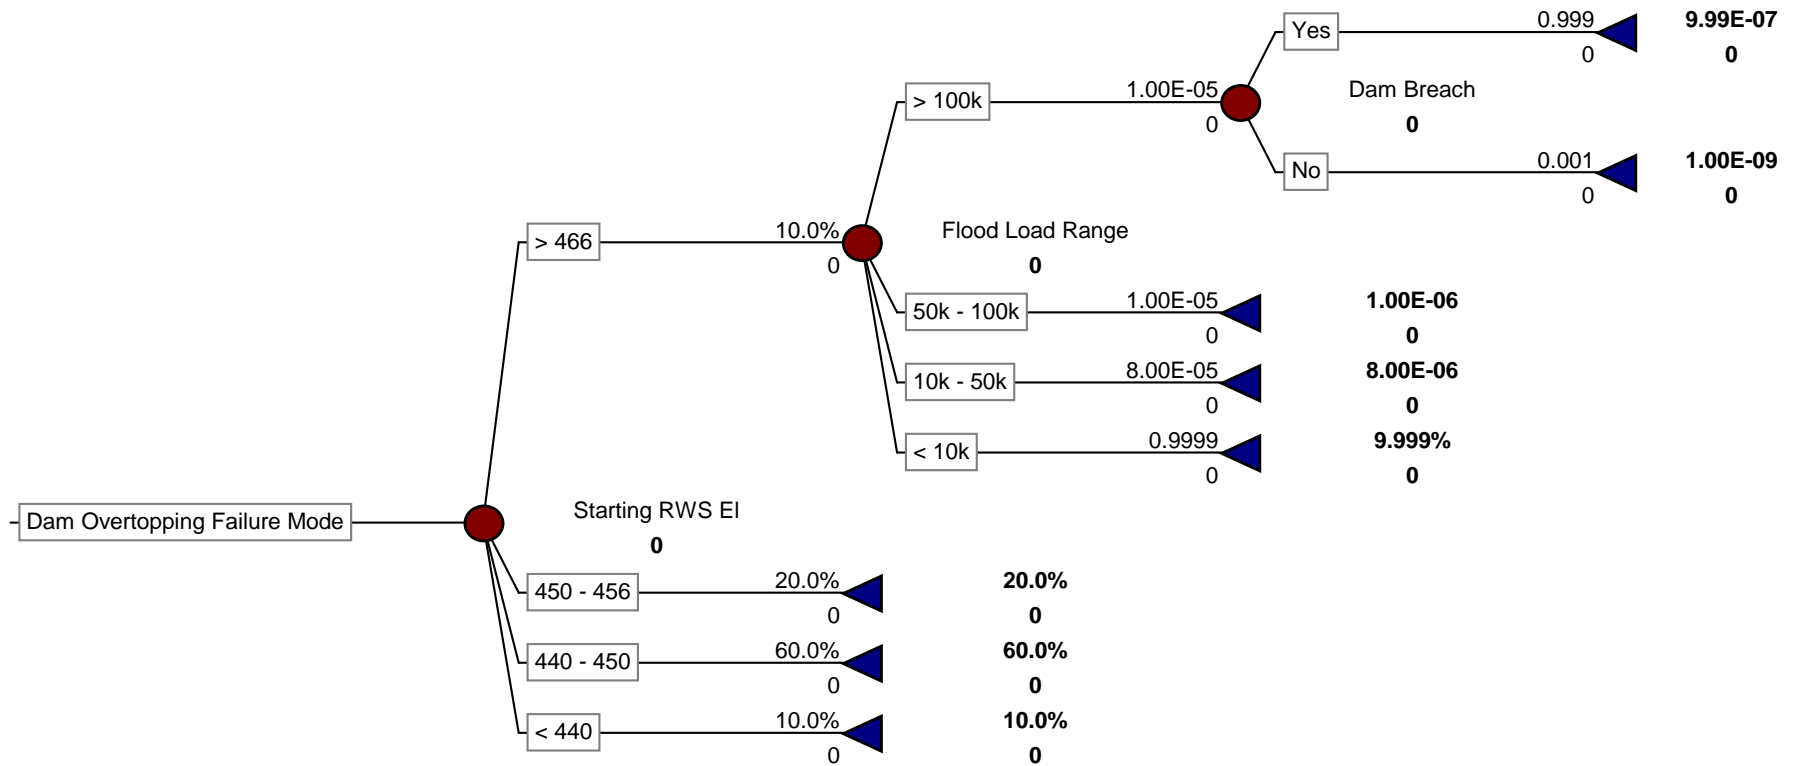 Yes
0.999
9.99E-07
0
0
Dam Breach
0
> 100k
1.00E-05
0
No
0.001
1.00E-09
0
0
> 466
10.0%
0
Flood Load Range
0
50k - 100k
1.00E-05
1.00E-06
0
0
10k - 50k
8.00E-05
8.00E-06
0
0
< 10k
0.9999
9.999%
0
0
Dam Overtopping Failure Mode
Starting RWS El
0
450 - 456
20.0%
20.0%
0
0
440 - 450
60.0%
60.0%
0
0
< 440
10.0%
10.0%
0
0